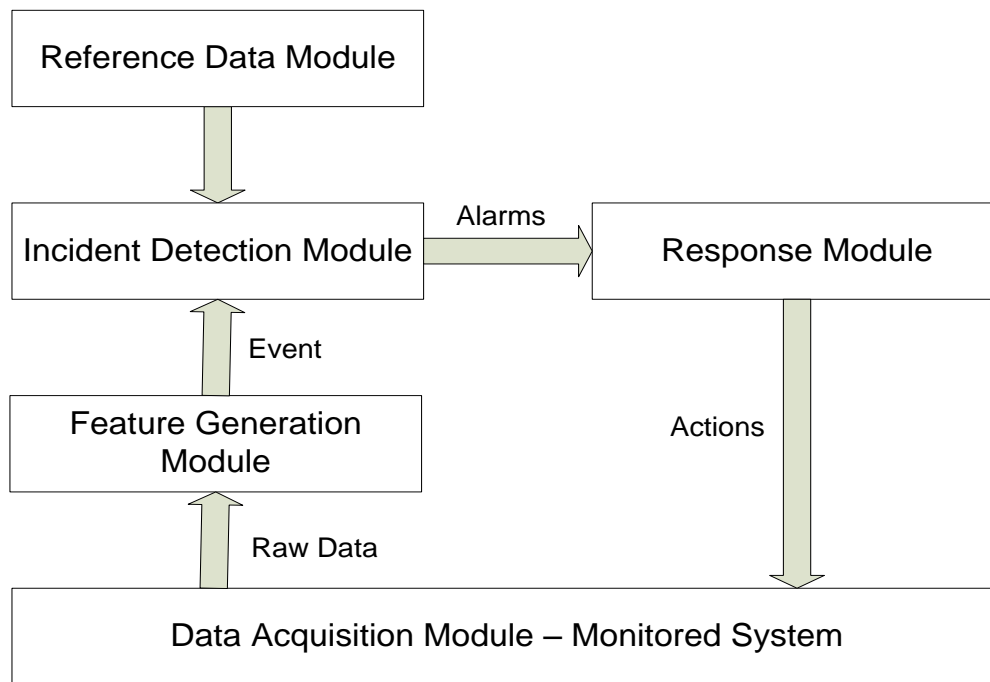 Reference Data Module
Alarms
Incident Detection Module
Response Module
Event
Feature Generation
Module
Actions
Raw Data
Data Acquisition Module – Monitored System